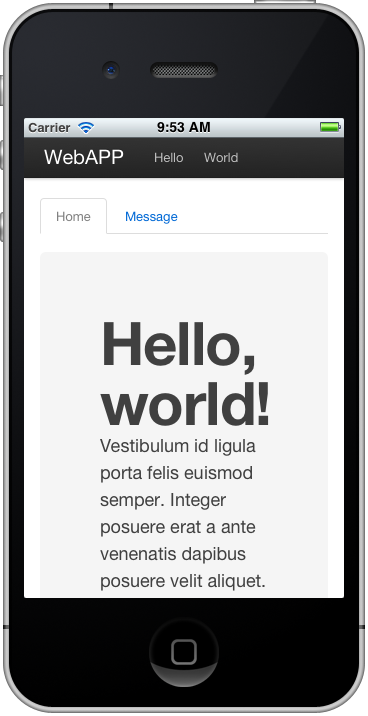 Carrier 9:53 AM
WebAPP Hello World
Home Message
Hello,
world!
Vestibulum id ligula
porta felis euismod
semper. Integer
posuere erat a ante
venenatis dapibus
posuere velit aliquet.